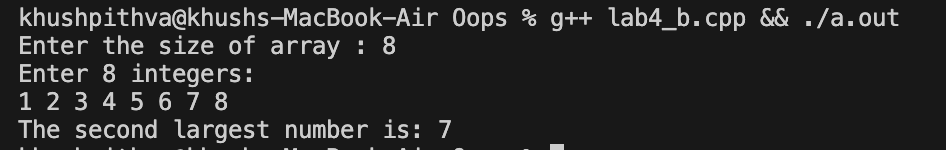 khushpithva@khushs-MacBook-Air Oops % g++ lab4_b.cpp && ./a.out
Enter the size of array : 8
Enter 8 integers:
1 2 3 4 5 6 7 8
The second largest number is: 7